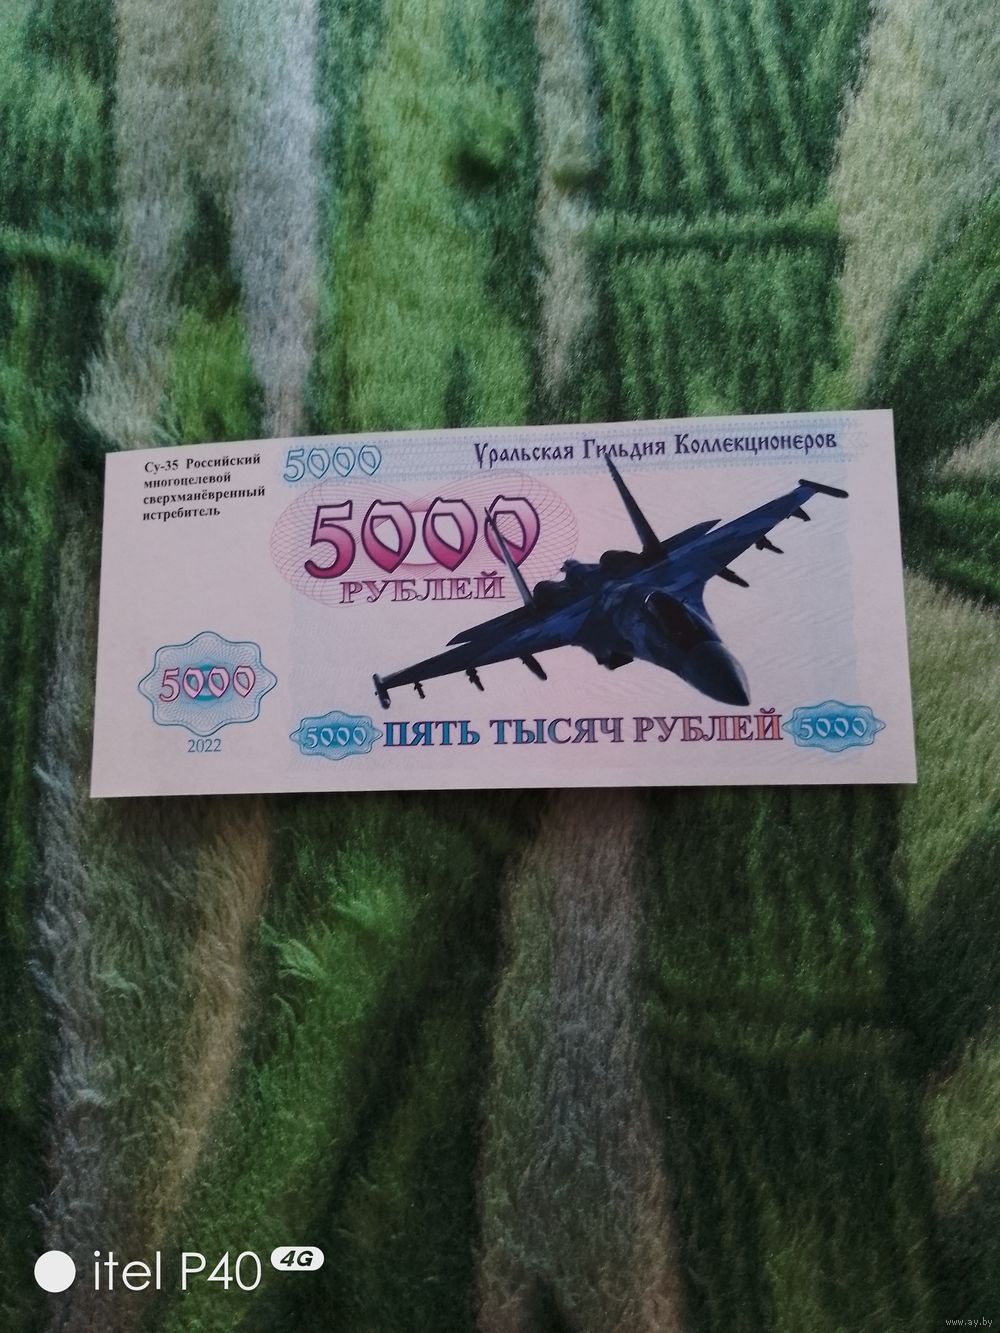 Су-35 Российский
многоцелевой
сверхманёвренный
истребитель
5000
Уральская Гильдия Коллекционеров
5000
РУБЛЕЙ
5000
2022
5000 ПЯТЬ ТЫСЯЧ РУБЛЕЙ 5000
itel P40 4G
www.ay.by